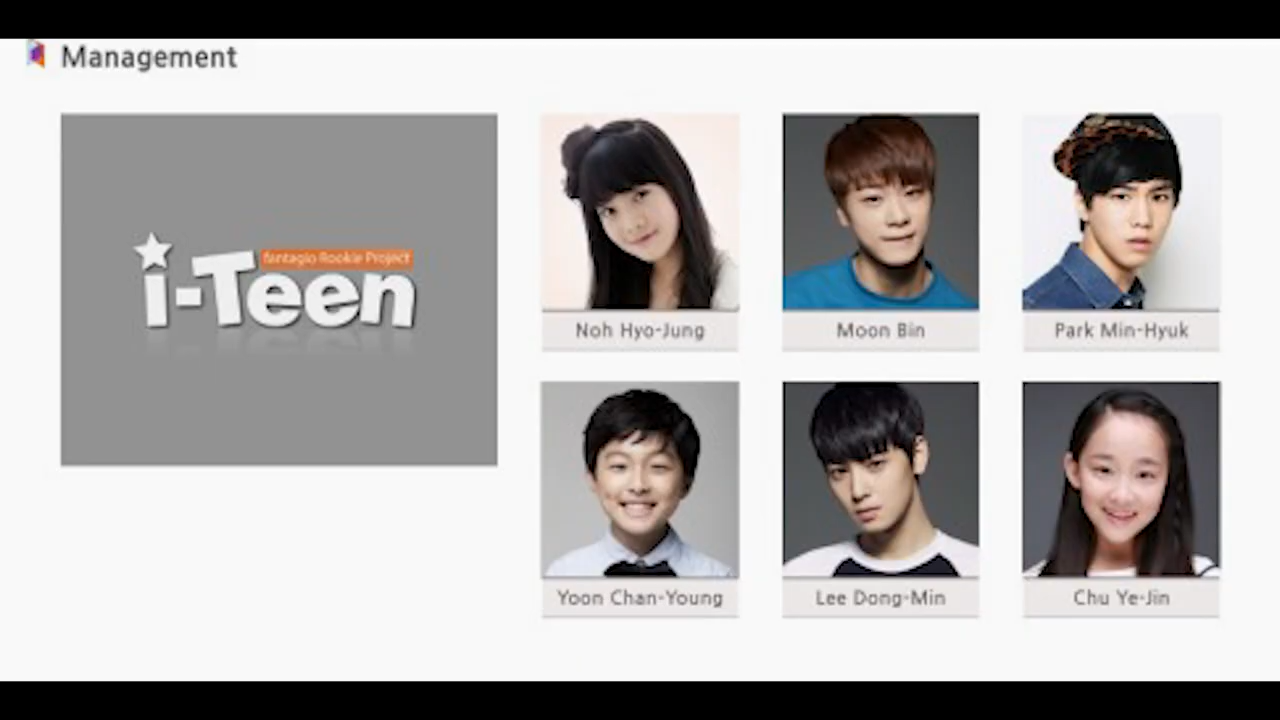 Management
fantagio Rookie Project
i-Teen
Noh Hyo-Jung
Moon Bin
Park Min-Hyuk
Yoon Chan-Young
Lee Dong-Min
Chu Ye-Jin